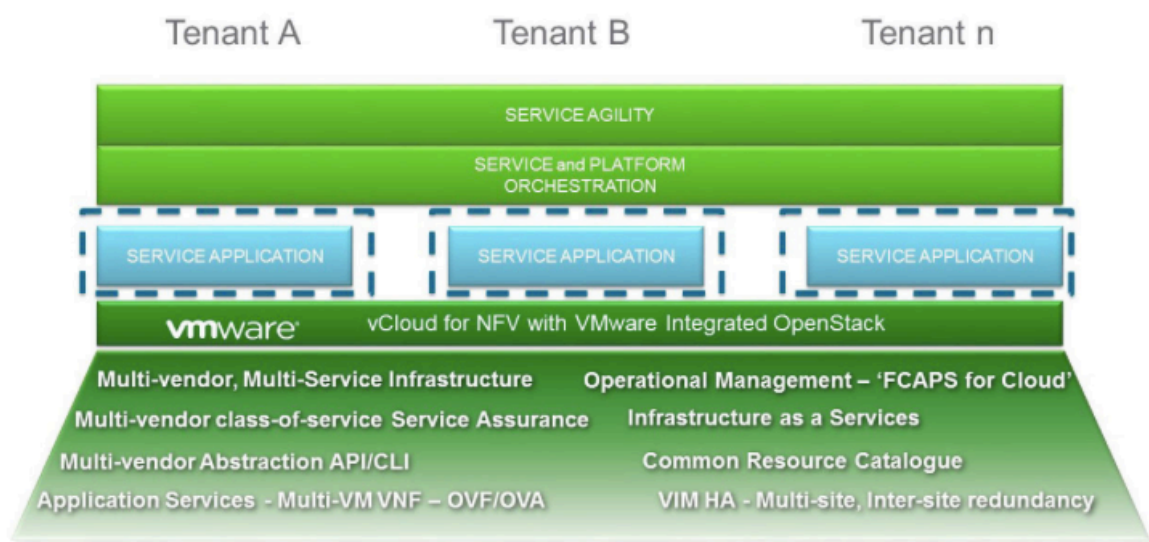 Tenant A
Tenant B
Tenant n
SERVICE AGILITY
SERVICE and PLATFORM
ORCHESTRATION
SERVICE APPLICATION
SERVICE APPLICATION
SERVICE APPLICATION
vmware® vCloud for NFV with VMware Integrated OpenStack
Multi-vendor, Multi-Service Infrastructure
Operational Management – ‘FCAPS for Cloud’
Multi-vendor class-of-service Service Assurance
Infrastructure as a Services
Multi-vendor Abstraction API/CLI
Common Resource Catalogue
Application Services - Multi-VM VNF – OVF/OVA
VIM HA - Multi-site, Inter-site redundancy